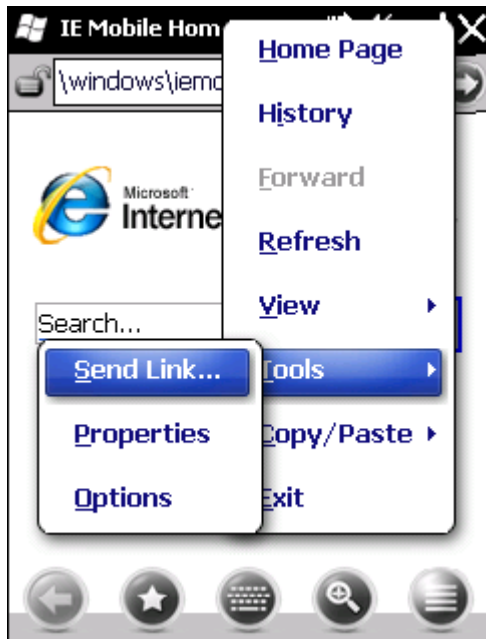 IE Mobile Hom
\windows\iemo
Microsoft
Interne
Search...
Home Page
History
Forward
Refresh
View
Tools
Copy/Paste
Exit
Send Link...
Properties
Options